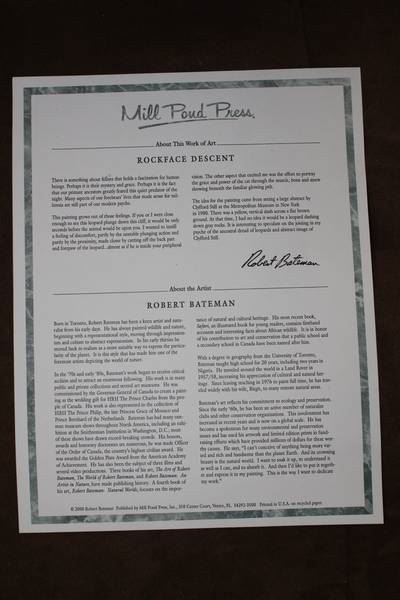 Mill Pond Press
About This Work of Art
ROCKFACE DESCENT
There is something about felines that holds a fascination for human
beings. Perhaps it is their mystery and grace. Perhaps it is the fact
that our primate ancestors greatly feared this quiet predator of the
night. Many aspects of our forebears' lives that made sense for
still part of our modern psyche.
This painting grew out of those feelings. If you or I were close
enough to see this leopard plunge down this cliff, it would be only
seconds before the animal would be upon you. I wanted to instill
a feeling of discomfort, partly by the unstable plunging action and
partly by the proximity, made closer by cutting off the back part
and forepaw of the leopard...almost as if he is inside your peripheral
vision. The other aspect that excited me was the effort to portray
the grace and power of the cat through the muscle, bone and sinew
showing beneath the familiar glowing pelt.
The idea for the painting came from seeing a large abstract by
Clyfford Still at the Metropolitan Museum in New York
in 1980. There was a yellow, vertical slash across a flat brown
ground. At the time, I had no idea it would be a leopard dashing
down gray rocks. It is interesting to speculate on the joining in my
psyche of the ancestral dread of leopards and abstract image of
Clyfford Still.
Robert Bateman
About the Artist
ROBERT BATEMAN
Born in Toronto, Robert Bateman has been a keen artist and natu-
ralist from his early days. He has always painted wildlife and nature,
beginning with a representational style, moving through impression-
ism and cubism to abstract expressionism. In his early thirties he
moved back to realism as a more suitable way to express the particu-
larity of the planet. It is this style that has made him one of the
foremost artists depicting the world of nature.
In the '70s and early '80s, Bateman's work began to receive critical
acclaim and to attract an enormous following. His work is in many
public and private collections and several art museums. He was
commissioned by the Governor General of Canada to create a paint-
ing as the wedding gift for HRH The Prince Charles from the peo-
ple of Canada. His work is also represented in the collection of
HRH The Prince Philip, the late Princess Grace of Monaco and
Prince Bernhard of the Netherlands. Bateman has had many one-
man museum shows throughout North America, including an exhi-
bition at the Smithsonian Institution in Washington, D.C.; most
of these shows have drawn record-breaking crowds. His honors,
awards and honorary doctorates are numerous; he was made Officer
of the Order of Canada, the country's highest civilian award. He
was awarded the Golden Plate Award from the American Academy
of Achievement. He has also been the subject of three films and
several video productions. Three books of his art, The Art of Robert
Bateman, The World of Robert Bateman, and Robert Bateman: An
Artist in Nature, have made publishing history. A fourth book of
his art, Robert Bateman: Natural Worlds, focuses on the impor-
tance of natural and cultural heritage. His most recent book,
Safari, an illustrated book for young readers, contains firsthand
accounts and interesting facts about African wildlife. It is in honor
of his contribution to art and conservation that a public school and
a secondary school in Canada have been named after him.
With a degree in geography from the University of Toronto,
Bateman taught high school for 20 years, including two years in
Nigeria. He traveled around the world in a Land Rover in
1957/58, increasing his appreciation of cultural and natural her-
itage. Since leaving teaching in 1976 to paint full time, he has trav-
eled widely with his wife, Birgit, to many remote natural areas.
Bateman's art reflects his commitment to ecology and preservation.
Since the early '60s, he has been an active member of naturalist
clubs and other conservation organizations. This involvement has
increased in recent years and is now on a global scale. He has
become a spokesman for many environmental and preservation
issues and has used his artwork and limited edition prints in fund-
raising efforts which have provided millions of dollars for these wor-
thy causes. He says, "I can't conceive of anything being more var-
ied and rich and handsome than the planet Earth. And its crowning
beauty is the natural world. I want to soak it up, to understand it
as well as I can, and to absorb it. And then I'd like to put it togeth-
er and express it in my painting. This is the way I want to dedicate
my work."
© 2000 Robert Bateman Published by Mill Pond Press, Inc., 310 Center Court, Venice, FL 34292-3500 Printed in U.S.A. on recycled paper.